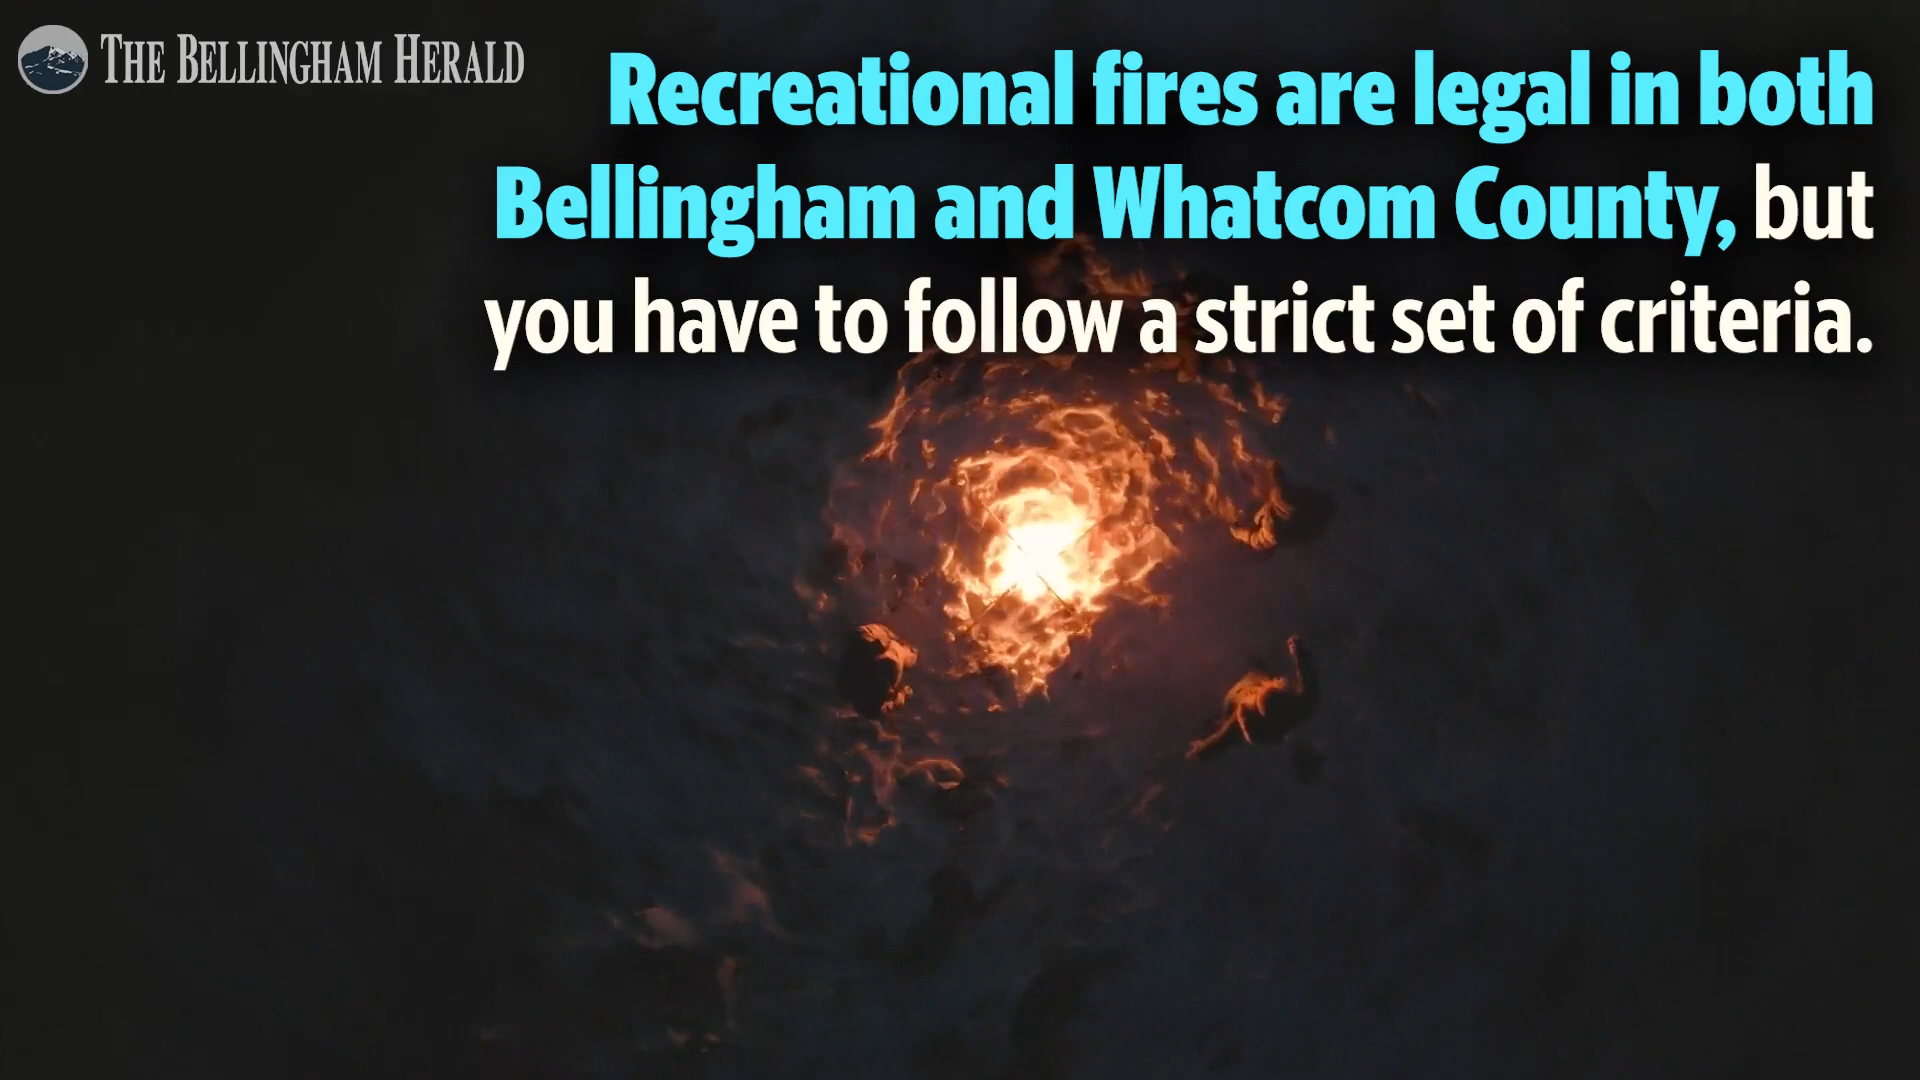 THE BELLINGHAM HERALD
Recreational fires are legal in both
Bellingham and Whatcom County, but
you have to follow a strict set of criteria.